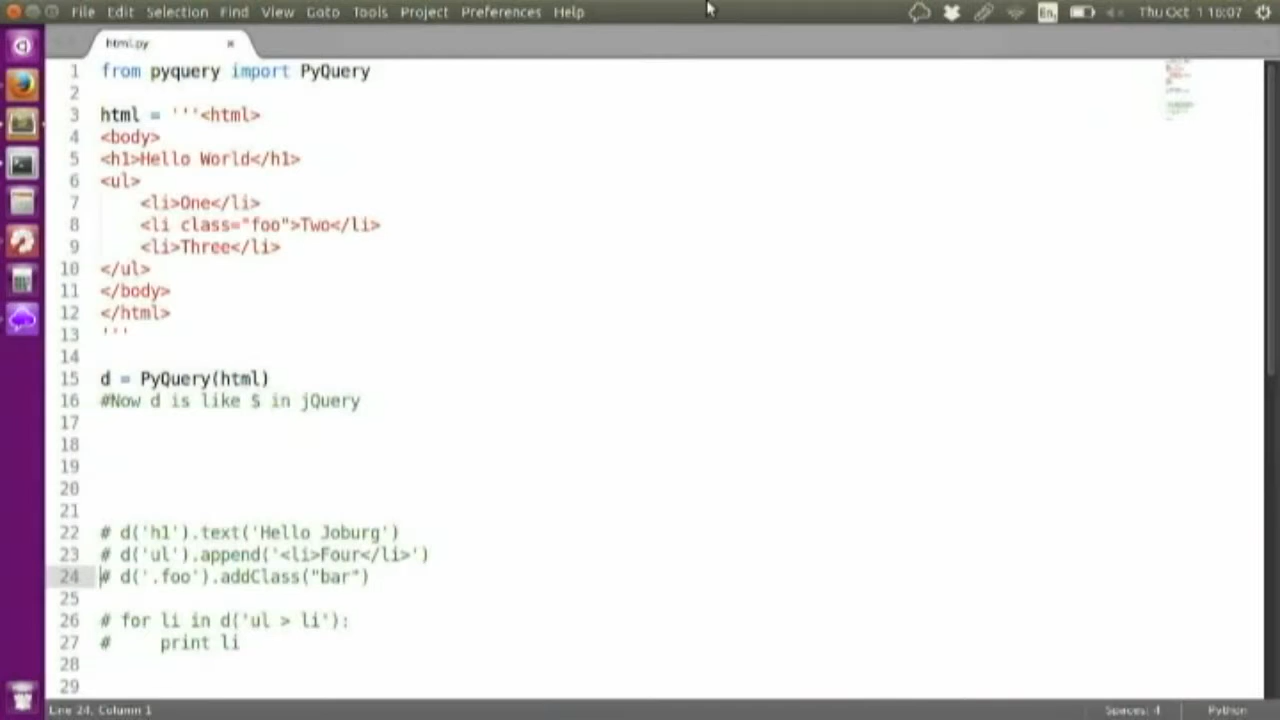 File Edit Selection Find View Goto Tools Project Preferences Help
En
Thu Oct 1 16:07
html.py
1 from pyquery import PyQuery
2
3 html = '''<html>
4 <body>
5 <h1>Hello World</h1>
6 <ul>
7 <li>One</li>
8 <li class="foo">Two</li>
9 <li>Three</li>
10 </ul>
11 </body>
12 </html>
13 '''
14
15 d = PyQuery(html)
16 #Now d is like $ in jQuery
17
18
19
20
21
22 # d('h1').text('Hello Joburg')
23 # d('ul').append('<li>Four</li>')
24 # d('.foo').addClass("bar")
25
26 # for li in d('ul > li'):
27 # print li
28
29
Line 24, Column 1
Spaces: 4
Python